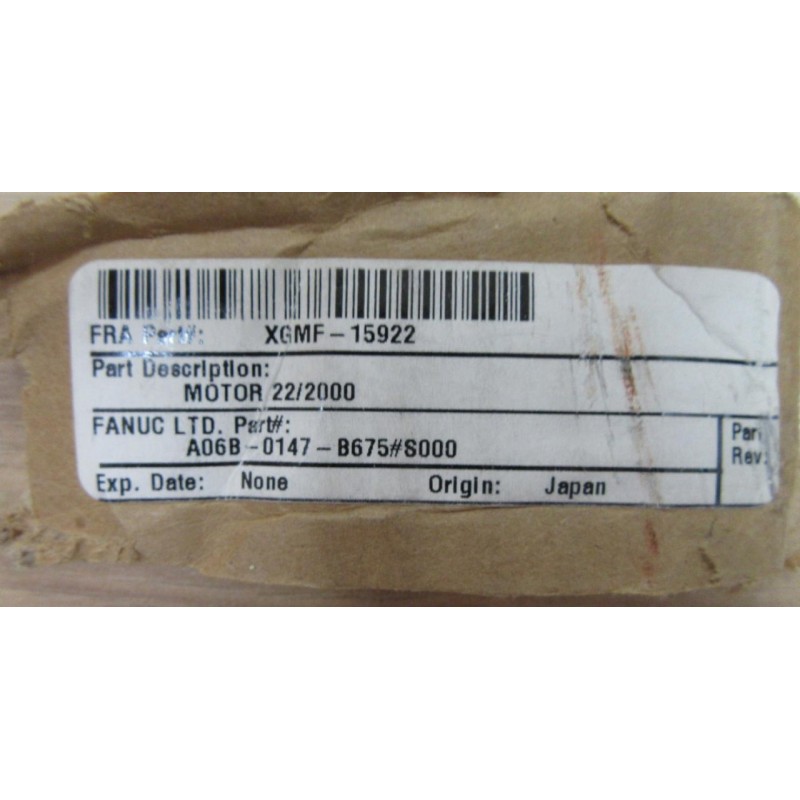 FRA Part#: XGMF-15922
Part Description:
MOTOR 22/2000
FANUC LTD. Part#:
A06B-0147-B675#S000
Part
Rev:
Exp. Date: None Origin: Japan